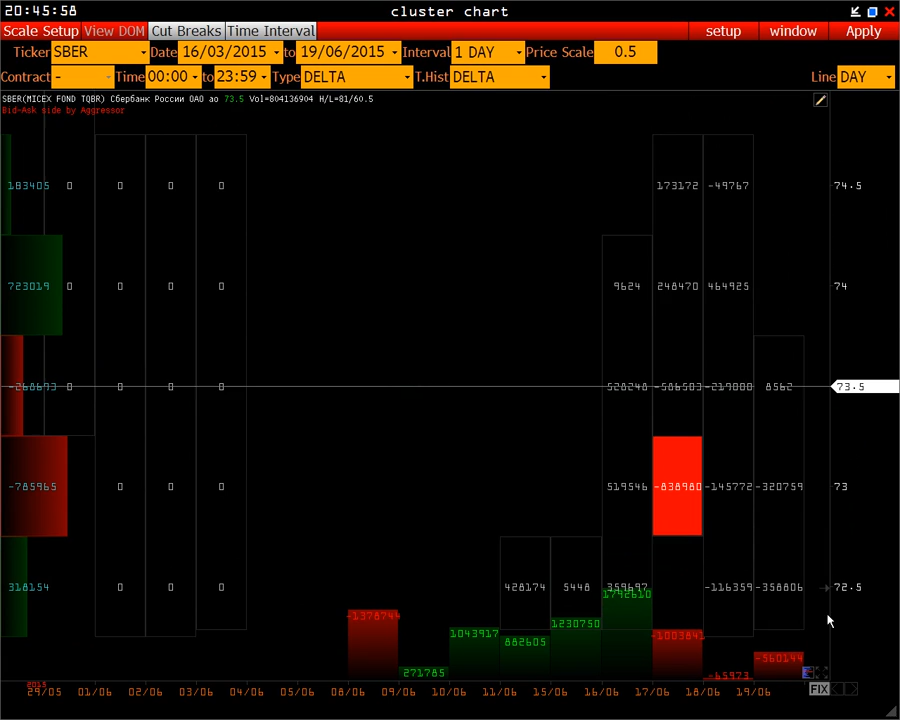 20:45:58 cluster chart
Scale Setup View DOM Cut Breaks Time Interval setup window Apply
Ticker SBER Date 16/03/2015 to 19/06/2015 Interval 1 DAY Price Scale 0.5
Contract - Time 00:00 to 23:59 Type DELTA T.Hist DELTA Line DAY
SBER(MICEX FOND TQBR) Сбербанк России ОАО ао 73.5 Vol=804136904 H/L=81/60.5
Bid-Ask side by Aggressor
183405 0 0 0 0 173172 -49767 74.5
723019 0 0 0 0 9624 248470 464925 74
-268673 0 0 0 0 528248 -586503 -219000 8562 73.5
-785965 0 0 0 519546 -838980 -145772 -320759 73
318154 0 0 0 428174 5448 359697 -116359 -358806 72.5
1742610
-1378744 1230750
1043917 882605 -1003841
-560144
271785 -65973
2015
29/05 01/06 02/06 03/06 04/06 05/06 08/06 09/06 10/06 11/06 15/06 16/06 17/06 18/06 19/06 FIX